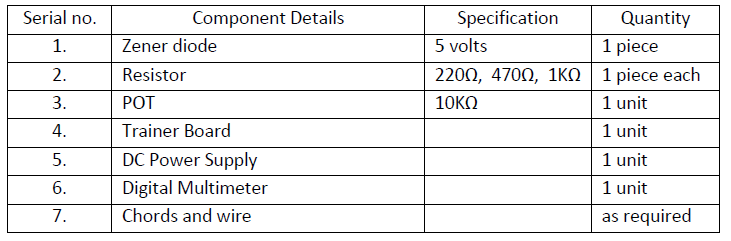 Serial no. Component Details Specification Quantity
1. Zener diode 5 volts 1 piece
2. Resistor 220Ω, 470Ω, 1KΩ 1 piece each
3. POT 10KΩ 1 unit
4. Trainer Board 1 unit
5. DC Power Supply 1 unit
6. Digital Multimeter 1 unit
7. Chords and wire as required